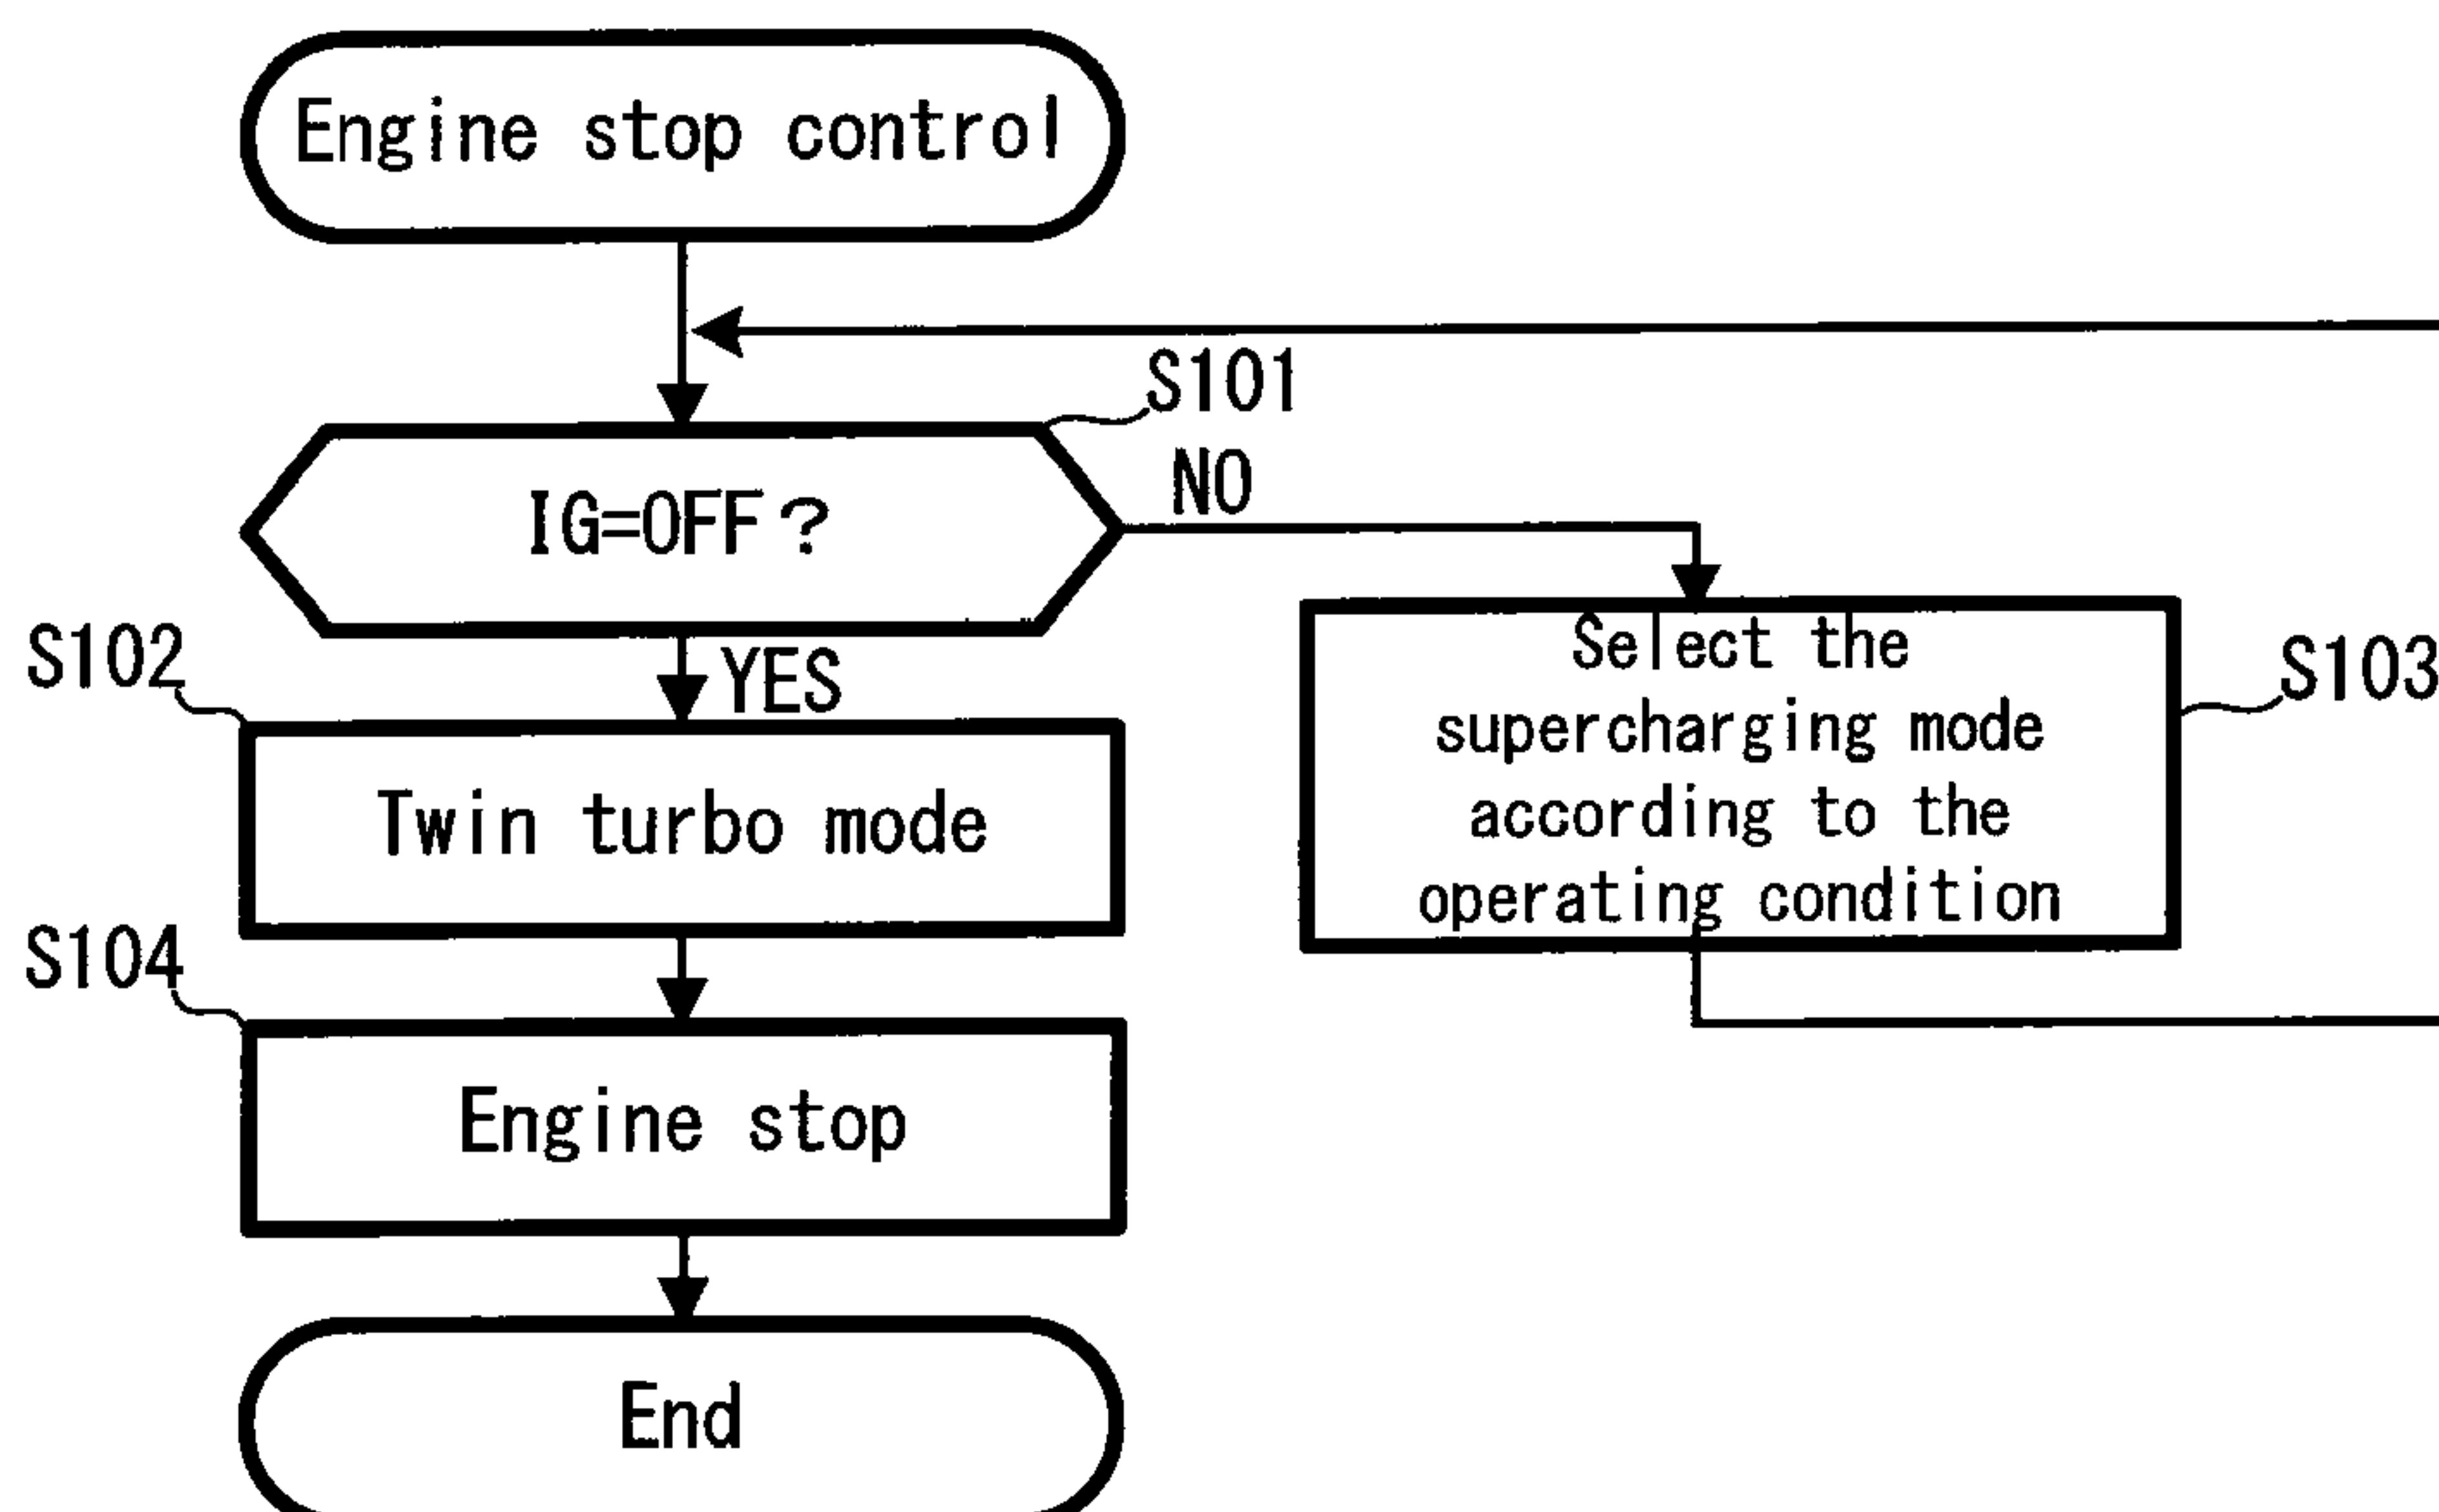 Engine stop control
S101
IG=OFF?
NO
S102
YES
Select the
supercharging mode
according to the
operating condition
S103
Twin turbo mode
S104
Engine stop
End